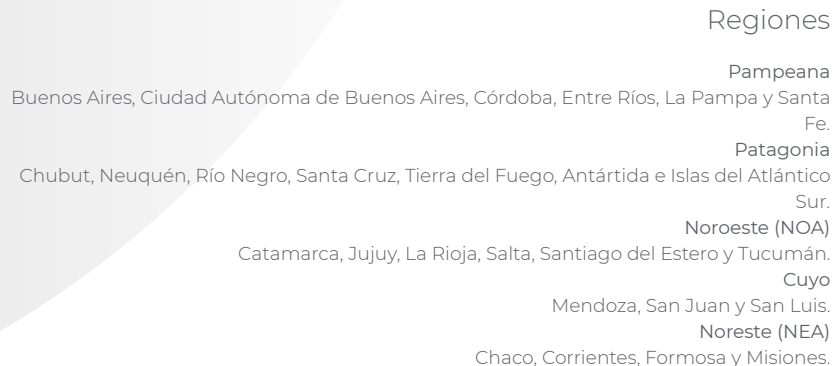 Regiones
Pampeana
Buenos Aires, Ciudad Autónoma de Buenos Aires, Córdoba, Entre Ríos, La Pampa y Santa
Fe.
Patagonia
Chubut, Neuquén, Río Negro, Santa Cruz, Tierra del Fuego, Antártida e Islas del Atlántico
Sur.
Noroeste (NOA)
Catamarca, Jujuy, La Rioja, Salta, Santiago del Estero y Tucumán.
Cuyo
Mendoza, San Juan y San Luis.
Noreste (NEA)
Chaco, Corrientes, Formosa y Misiones.